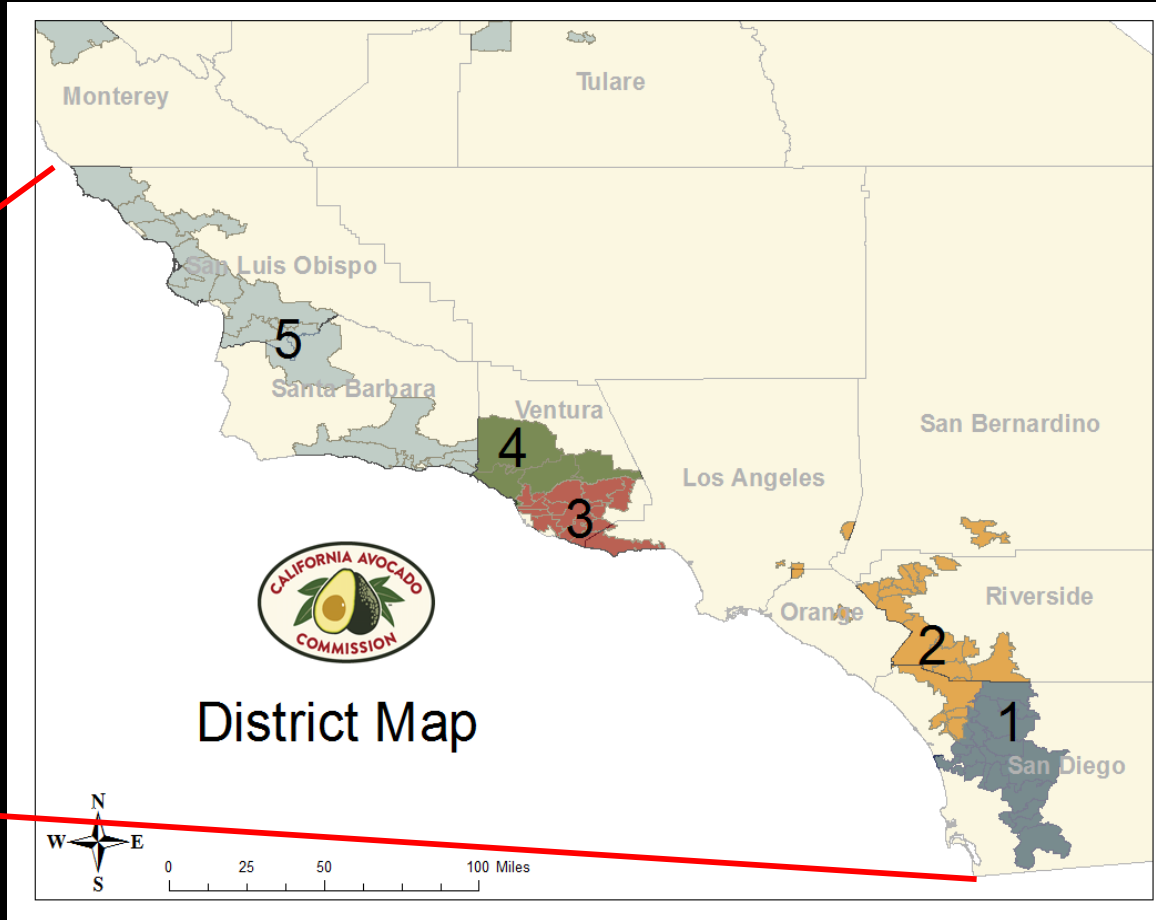 Monterey
Tulare
San Luis Obispo
5
Santa Barbara
Ventura
4
San Bernardino
Los Angeles
3
CALIFORNIA AVOCADO
COMMISSION
Orange
Riverside
2
District Map
1
San Diego
N
W E
S
0 25 50 100 Miles